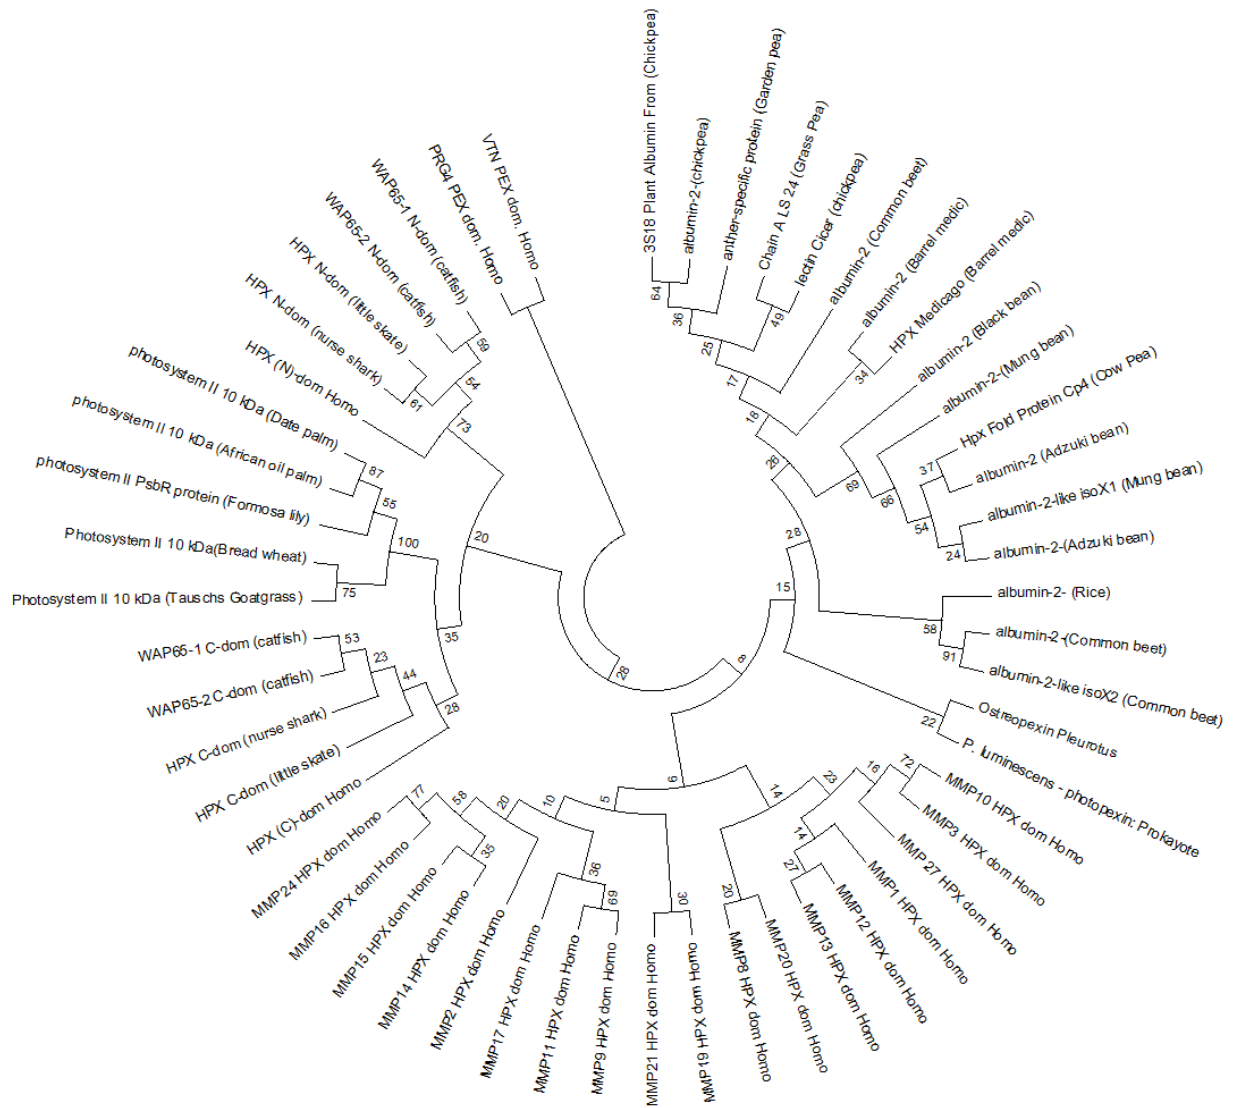 3S18 Plant Albumin From (Chickpea)
albumin-2-(chickpea)
anther-specific protein (Garden pea)
Chain A LS 24 (Grass Pea)
lectin Cicer (chickpea)
albumin-2 (Common beet)
albumin-2 (Barrel medic)
HPX Medicago (Barrel medic)
albumin-2 (Black bean)
albumin-2-(Mung bean)
Hpx Fold Protein Cp4 (Cow Pea)
albumin-2 (Adzuki bean)
albumin-2-like isoX1 (Mung bean)
albumin-2-(Adzuki bean)
albumin-2- (Rice)
albumin-2-(Common beet)
albumin-2-like isoX2 (Common beet)
Ostreopexin Pleurotus
P. luminescens - photopexin: Prokayote
MMP10 HPX dom Homo
MMP3 HPX dom Homo
MMP 27 HPX dom Homo
MMP1 HPX dom Homo
MMP12 HPX dom Homo
MMP13 HPX dom Homo
MMP20 HPX dom Homo
MMP8 HPX dom Homo
MMP19 HPX dom Homo
MMP21 HPX dom Homo
MMP9 HPX dom Homo
MMP11 HPX dom Homo
MMP17 HPX dom Homo
MMP2 HPX dom Homo
MMP14 HPX dom Homo
MMP15 HPX dom Homo
MMP16 HPX dom Homo
MMP24 HPX dom Homo
HPX (C)-dom Homo
HPX C-dom (little skate)
HPX C-dom (nurse shark)
WAP65-2 C-dom (catfish)
WAP65-1 C-dom (catfish)
Photosystem II 10 kDa (Tauschs Goatgrass)
Photosystem II 10 kDa(Bread wheat)
photosystem II PsbR protein (Formosa lily)
photosystem II 10 kDa (African oil palm)
photosystem II 10 kDa (Date palm)
HPX (N)-dom Homo
HPX N-dom (nurse shark)
HPX N-dom (little skate)
WAP65-2 N-dom (catfish)
WAP65-1 N-dom (catfish)
PRG4 PEX dom. Homo
VTN PEX dom. Homo
64
36
49
25
17
34
18
26
69
66
37
54
24
28
58
91
15
22
8
6
14
23
16
72
14
27
20
5
30
10
36
69
20
58
77
35
28
44
23
53
35
100
75
55
87
20
73
54
61
59
28